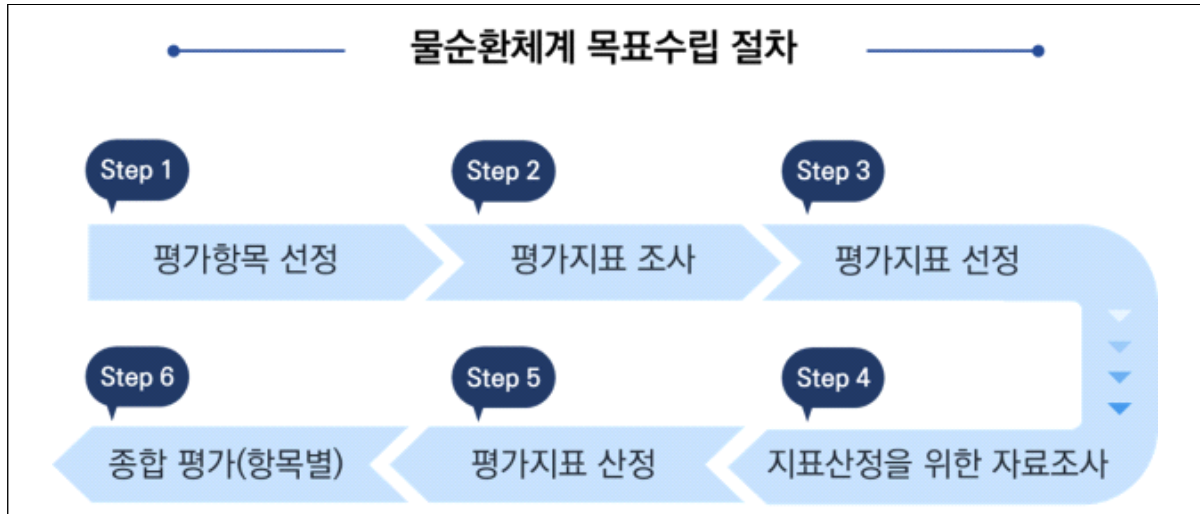 물순환체계 목표수립 절차
Step 1
평가항목 선정
Step 2
평가지표 조사
Step 3
평가지표 선정
Step 4
지표산정을 위한 자료조사
Step 5
평가지표 산정
Step 6
종합 평가(항목별)